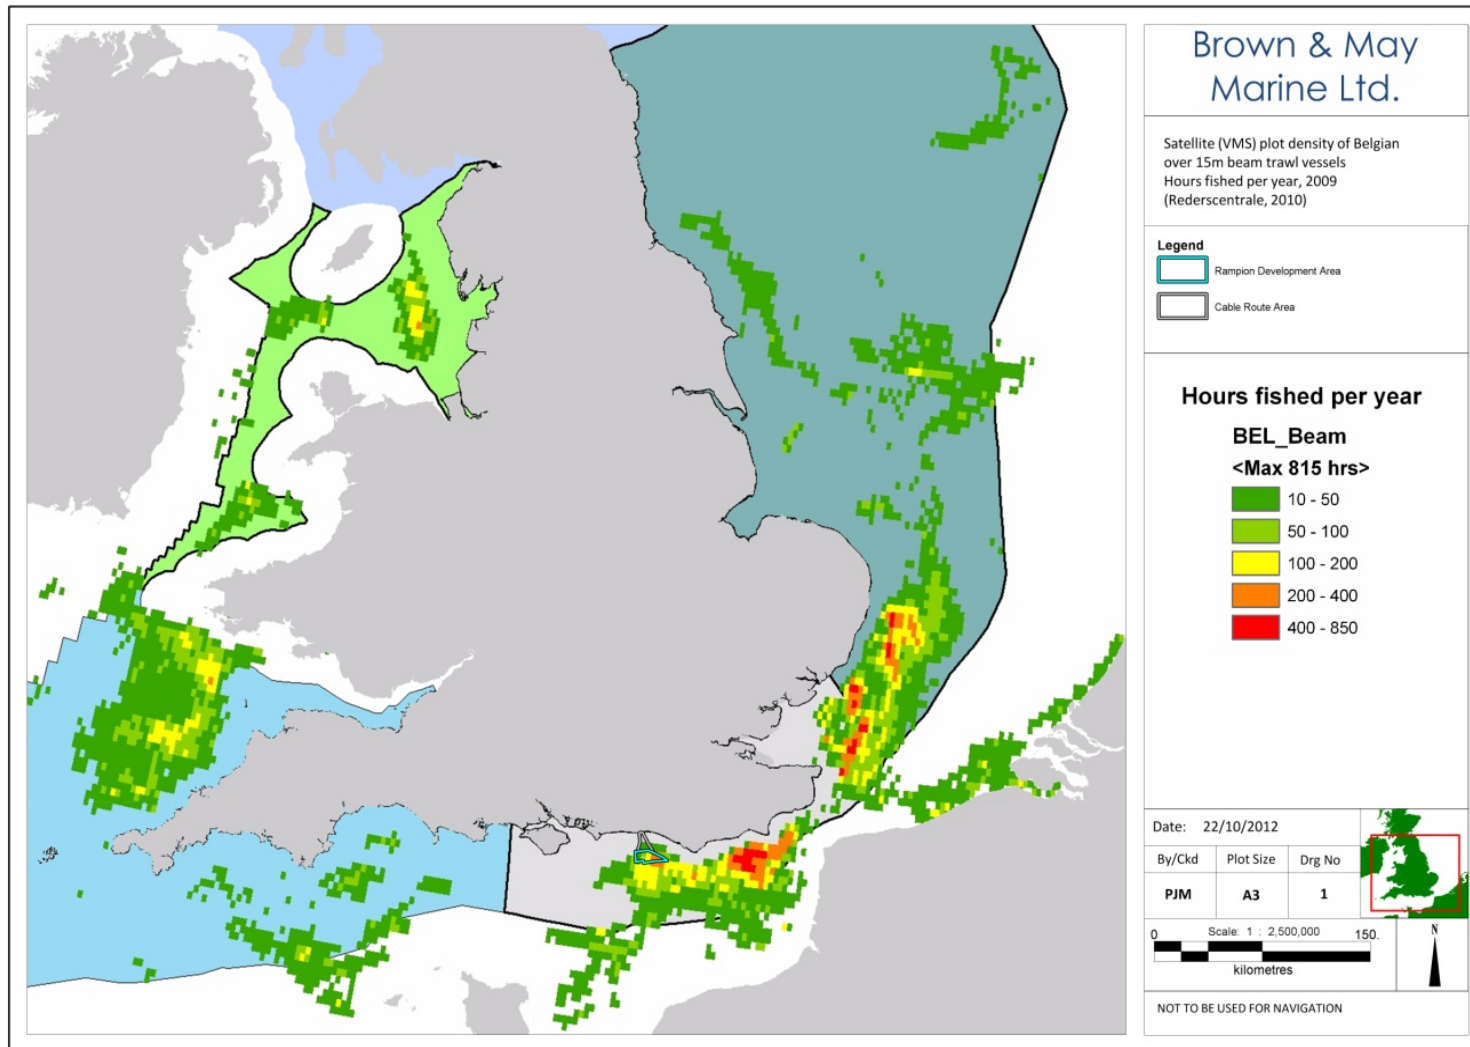 Brown & May
Marine Ltd.
Satellite (VMS) plot density of Belgian
over 15m beam trawl vessels
Hours fished per year, 2009
(Rederscentrale, 2010)
Legend
Rampion Development Area
Cable Route Area
Hours fished per year
BEL_Beam
<Max 815 hrs>
10 - 50
50 - 100
100 - 200
200 - 400
400 - 850
Date: 22/10/2012
By/Ckd Plot Size Drg No
PJM A3 1
0 Scale: 1 : 2,500,000 150.
kilometres
N
NOT TO BE USED FOR NAVIGATION